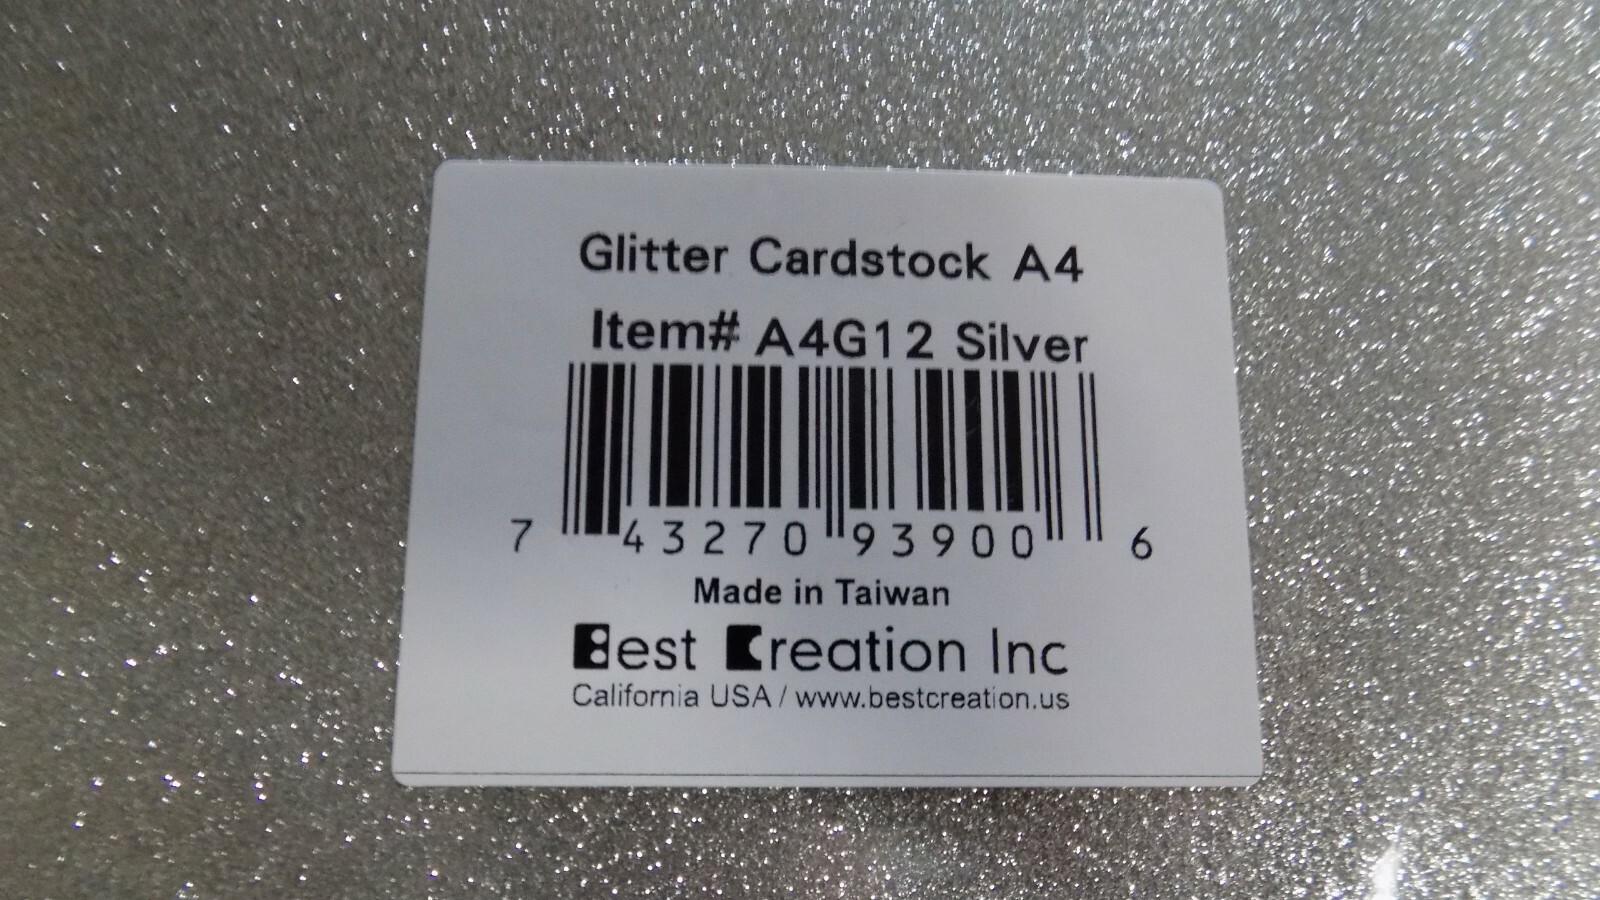 Glitter Cardstock A4
Item# A4G12 Silver
7 43270 93900 6
Made in Taiwan
Best Creation Inc
California USA / www.bestcreation.us